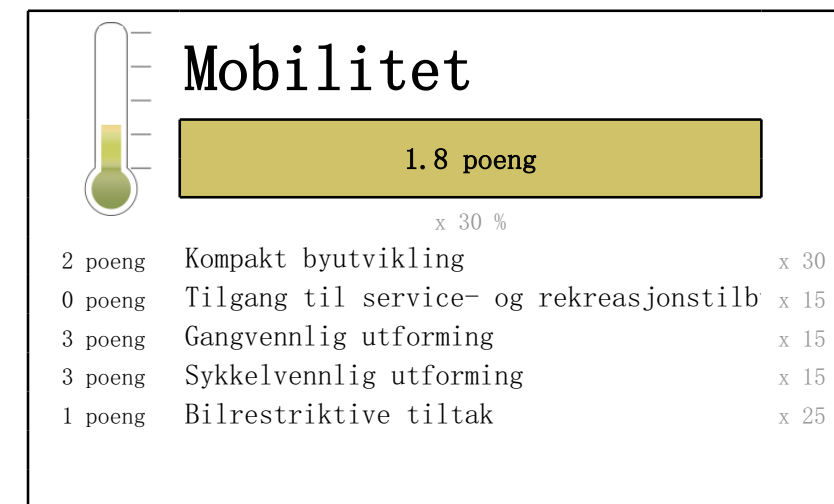 Mobilitet
1.8 poeng
x 30 %
2 poeng Kompakt byutvikling x 30
0 poeng Tilgang til service- og x 15
3 poeng Gangvennlig utforming x 15
3 poeng Sykkelvennlig utforming x 15
1 poeng Bilrestriktive tiltak x 25